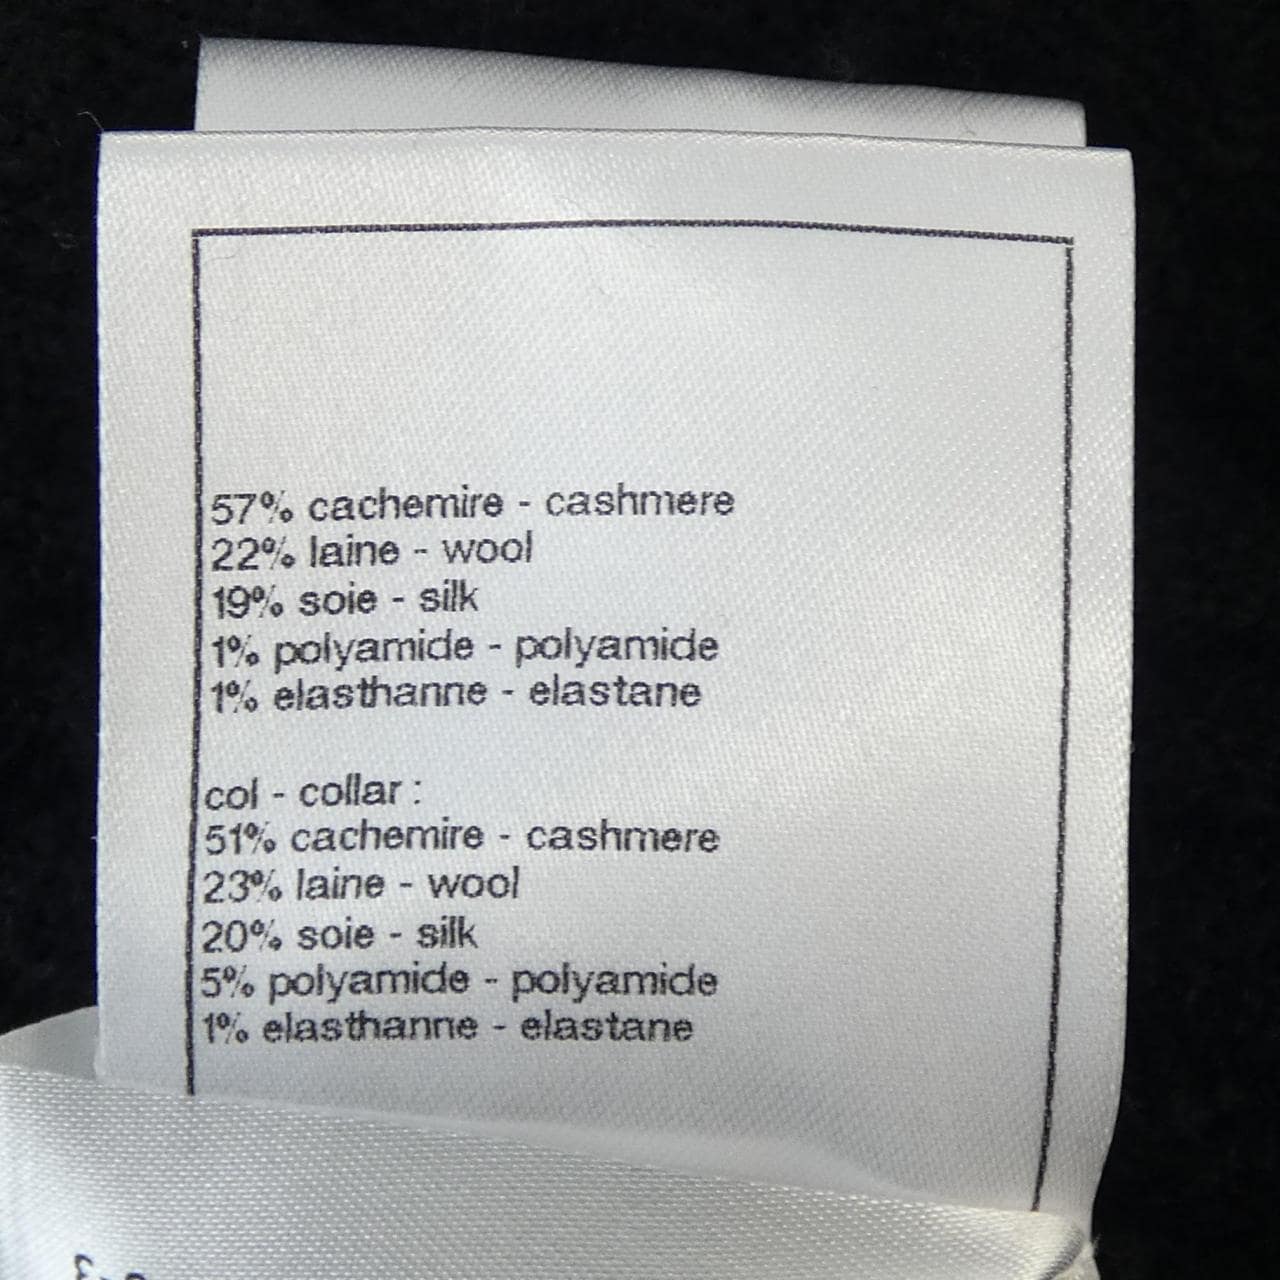 57% cachemire - cashmere
22% laine - wool
19% soie - silk
1% polyamide - polyamide
1% elasthanne - elastane
col - collar :
51% cachemire - cashmere
23% laine - wool
20% soie - silk
5% polyamide - polyamide
1% elasthanne - elastane